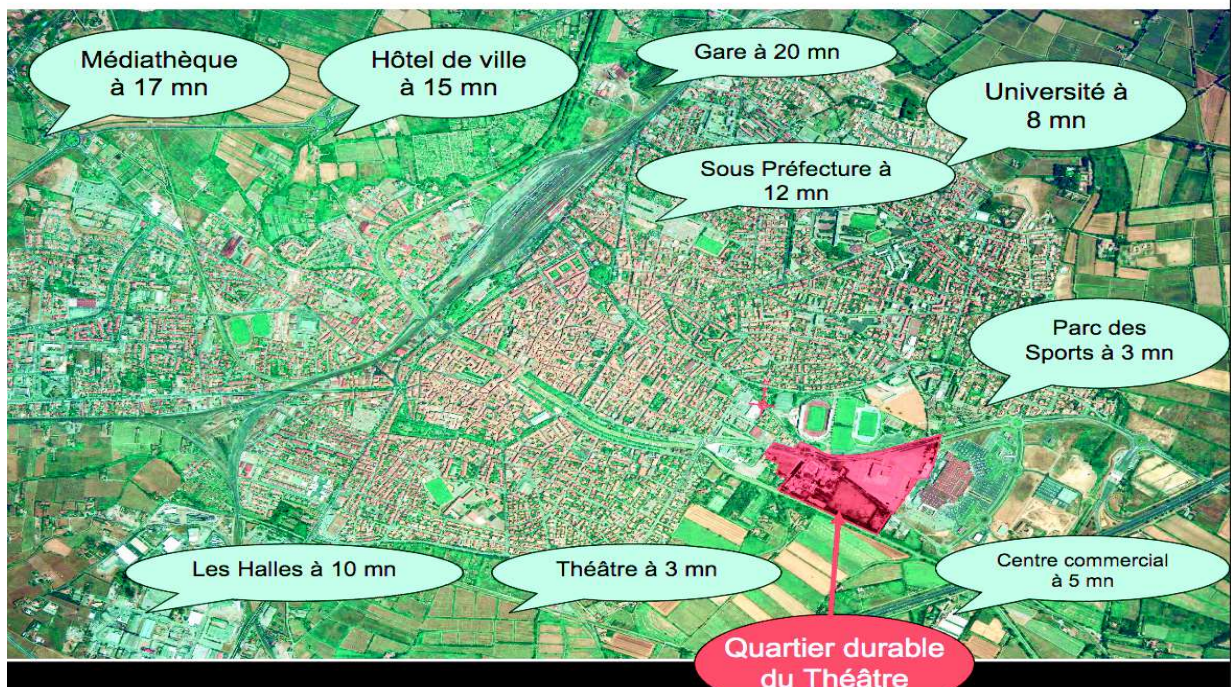 Médiathèque
à 17 mn
Hôtel de ville
à 15 mn
Gare à 20 mn
Université à
8 mn
Sous Préfecture à
12 mn
Parc des
Sports à 3 mn
Les Halles à 10 mn
Théâtre à 3 mn
Centre commercial
à 5 mn
Quartier durable
du Théâtre